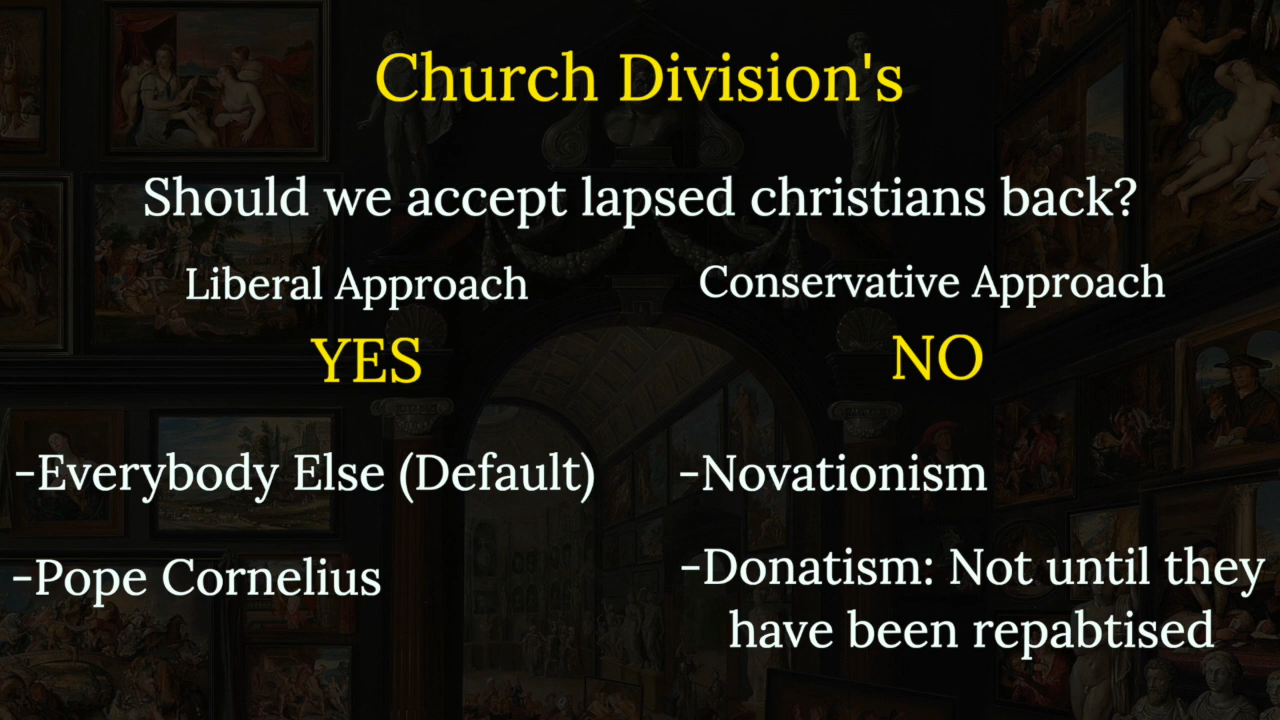 Church Division's
Should we accept lapsed christians back?
Liberal Approach
Conservative Approach
YES
NO
-Everybody Else (Default)
-Novationism
-Pope Cornelius
-Donatism: Not until they
have been repabtised